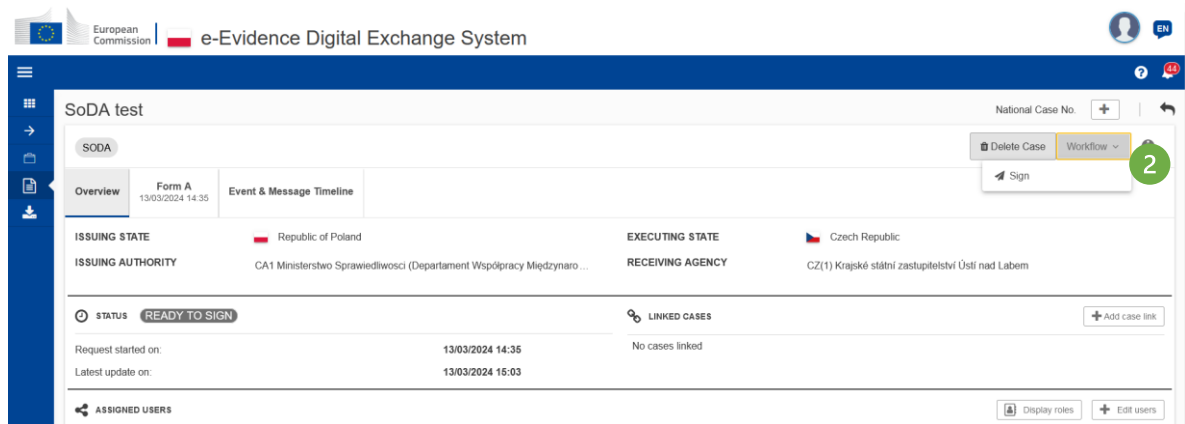 European
Commission
e-Evidence Digital Exchange System
EN
44
SoDA test
National Case No.
SODA
Delete Case
Workflow
2
Sign
Overview
Form A
13/03/2024 14:35
Event & Message Timeline
ISSUING STATE
Republic of Poland
EXECUTING STATE
Czech Republic
ISSUING AUTHORITY
CA1 Ministerstwo Sprawiedliwosci (Departament Współpracy Międzynaro ...
RECEIVING AGENCY
CZ(1) Krajské státní zastupitelství Ústí nad Labem
STATUS
READY TO SIGN
LINKED CASES
Add case link
Request started on:
13/03/2024 14:35
No cases linked
Latest update on:
13/03/2024 15:03
ASSIGNED USERS
Display roles
Edit users